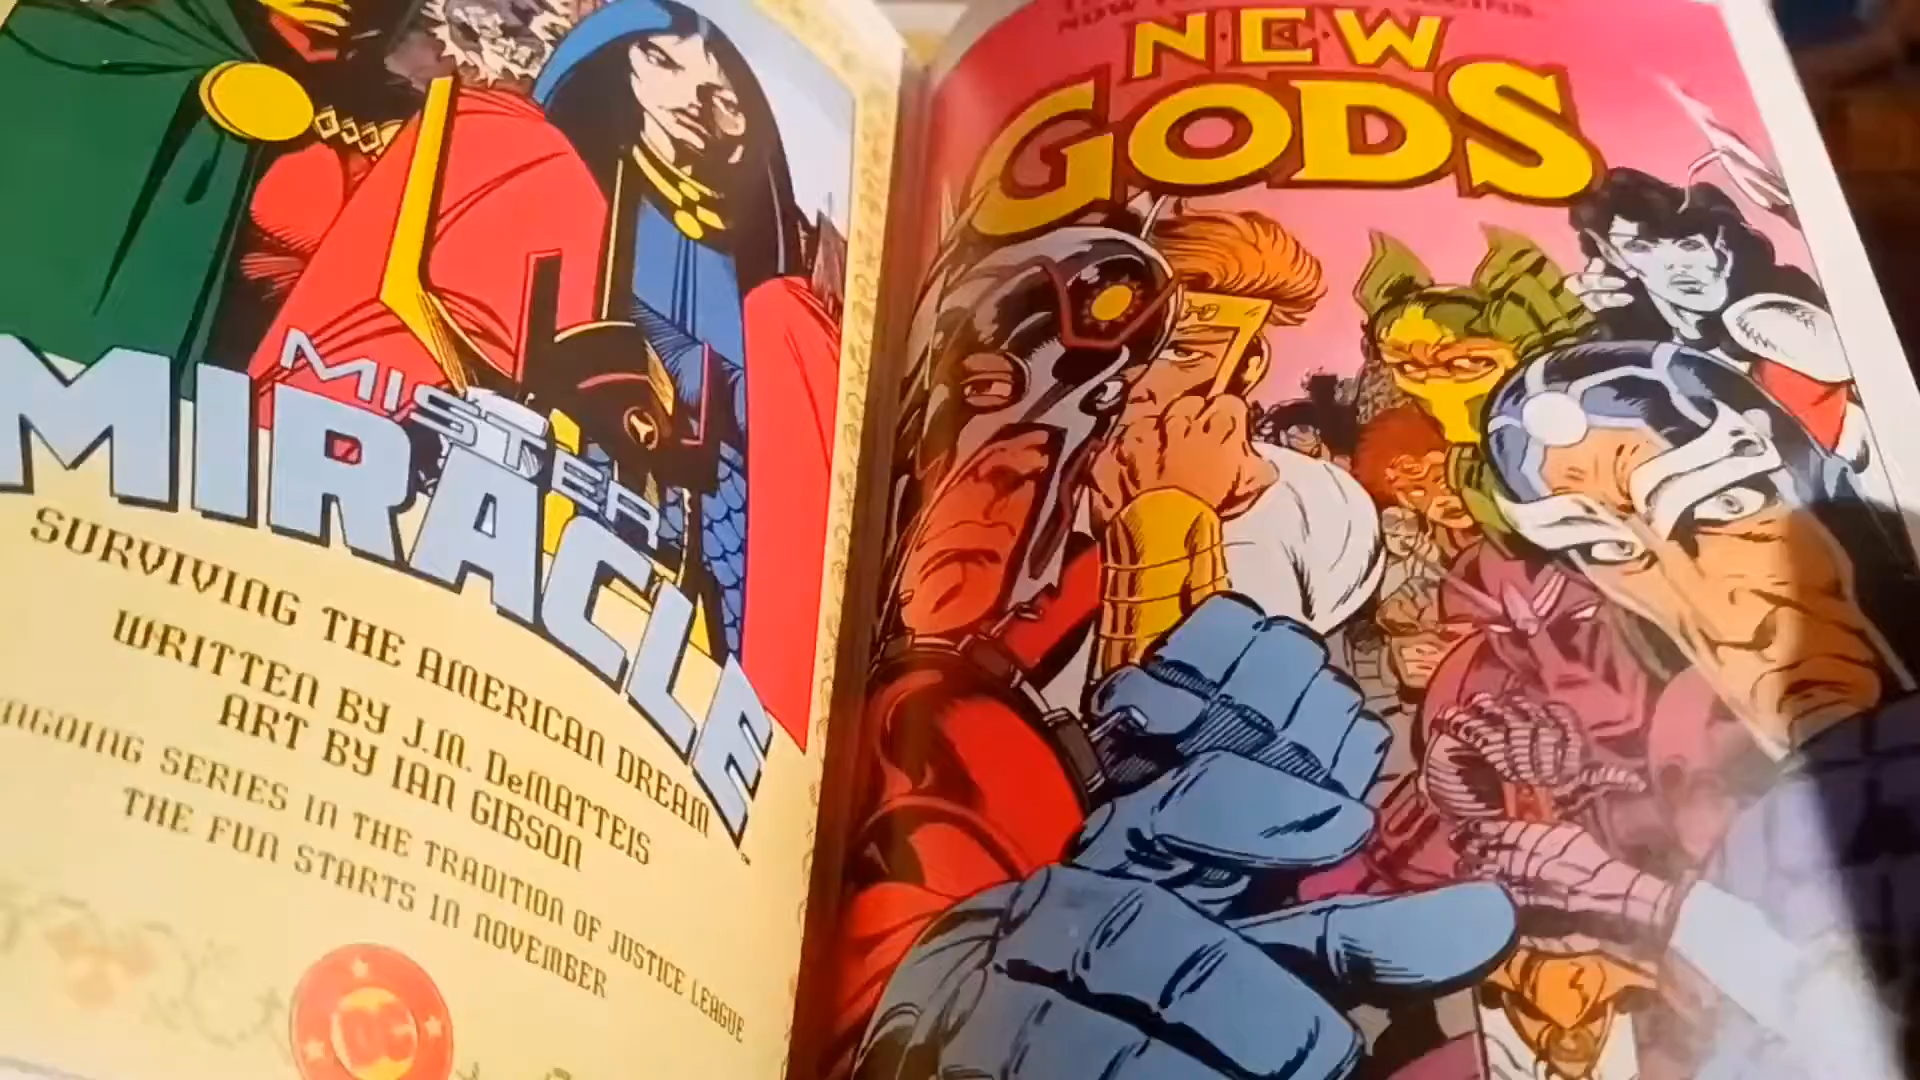 MISTER
MIRACLE
SURVIVING THE AMERICAN DREAM
WRITTEN BY J.M. DeMATTEIS
ART BY IAN GIBSON
SERIES IN THE TRADITION OF JUSTICE LEAGUE
THE FUN STARTS IN NOVEMBER
DC
NOW
NEW
GODS